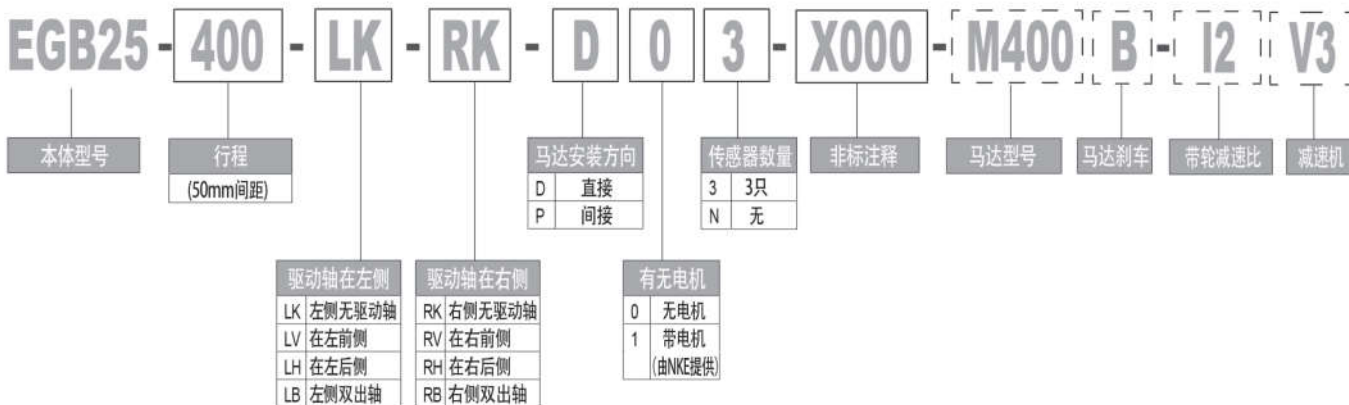 EGB25-400-LK-RK-D03-X000-M400B-I2V3
本体型号 行程 马达安装方向 传感器数量 非标注释 马达型号 马达刹车 带轮减速比 减速机
(50mm间距) D 直接 3 3只
P 间接 N 无
驱动轴在左侧 驱动轴在右侧 有无电机
LK 左侧无驱动轴 RK 右侧无驱动轴 0 无电机
LV 在左前侧 RV 在右前侧 1 带电机
LH 在左后侧 RH 在右后侧 (由NKE提供)
LB 左侧双出轴 RB 右侧双出轴